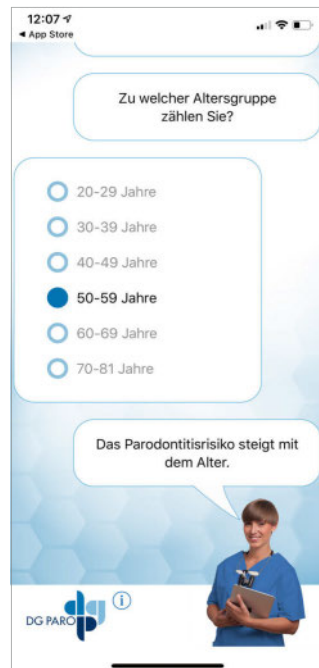 12:07
◀ App Store
Zu welcher Altersgruppe
zählen Sie?
20-29 Jahre
30-39 Jahre
40-49 Jahre
50-59 Jahre
60-69 Jahre
70-81 Jahre
Das Parodontitisrisiko steigt mit
dem Alter.
DG PARO